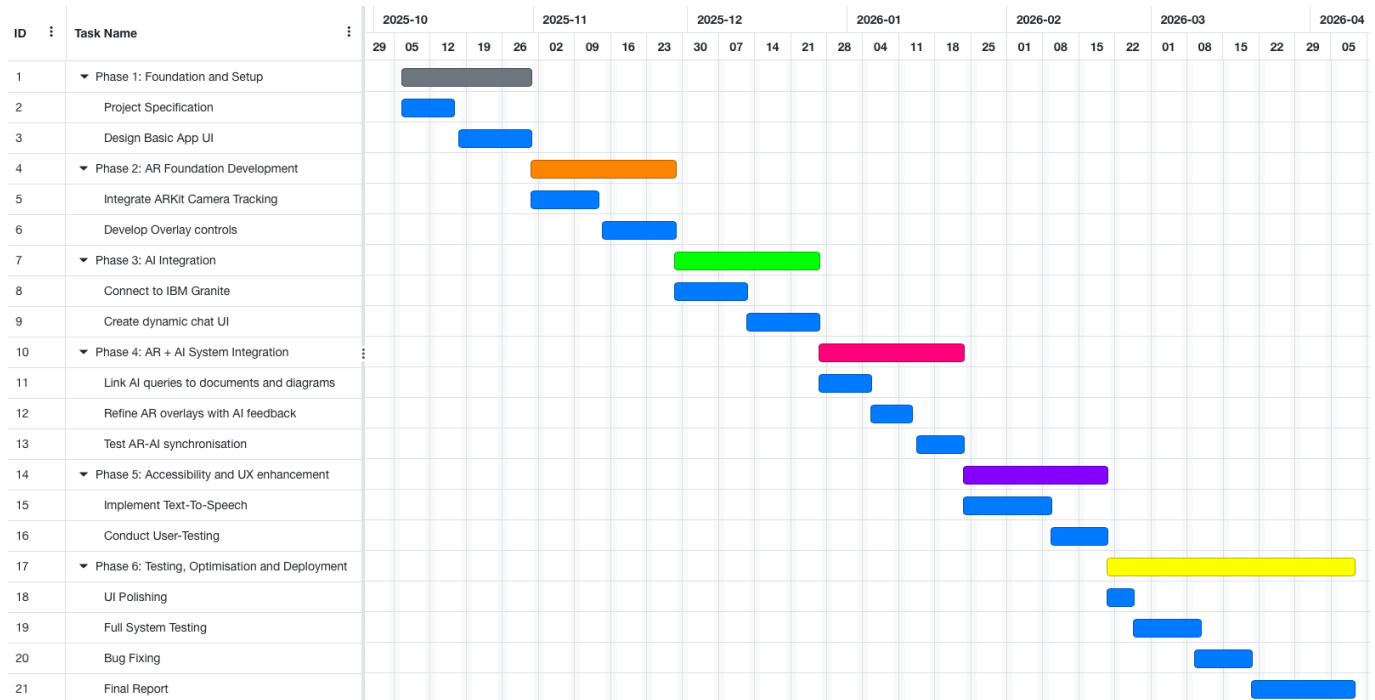 2025-10 2025-11 2025-12 2026-01 2026-02 2026-03 2026-04
ID Task Name
29 05 12 19 26 02 09 16 23 30 07 14 21 28 04 11 18 25 01 08 15 22 01 08 15 22 29 05
1 Phase 1: Foundation and Setup
2 Project Specification
3 Design Basic App UI
4 Phase 2: AR Foundation Development
5 Integrate ARKit Camera Tracking
6 Develop Overlay controls
7 Phase 3: AI Integration
8 Connect to IBM Granite
9 Create dynamic chat UI
10 Phase 4: AR + AI System Integration
11 Link AI queries to documents and diagrams
12 Refine AR overlays with AI feedback
13 Test AR-AI synchronisation
14 Phase 5: Accessibility and UX enhancement
15 Implement Text-To-Speech
16 Conduct User-Testing
17 Phase 6: Testing, Optimisation and Deployment
18 UI Polishing
19 Full System Testing
20 Bug Fixing
21 Final Report